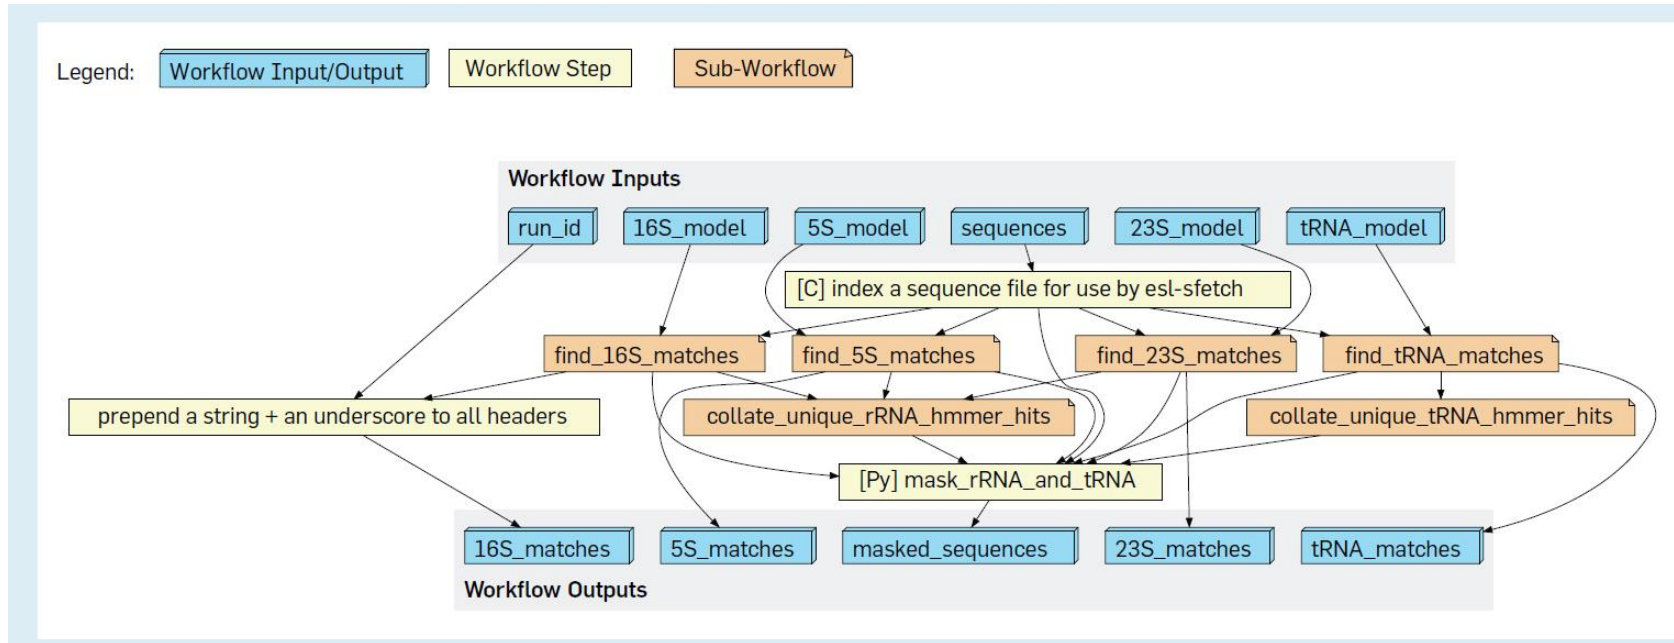 Legend:
Workflow Input/Output
Workflow Step
Sub-Workflow
Workflow Inputs
run_id
16S_model
5S_model
sequences
23S_model
tRNA_model
[C] index a sequence file for use by esl-sfetch
find_16S_matches
find_5S_matches
find_23S_matches
find_tRNA_matches
prepend a string + an underscore to all headers
collate_unique_rRNA_hmmer_hits
collate_unique_tRNA_hmmer_hits
[Py] mask_rRNA_and_tRNA
16S_matches
5S_matches
masked_sequences
23S_matches
tRNA_matches
Workflow Outputs